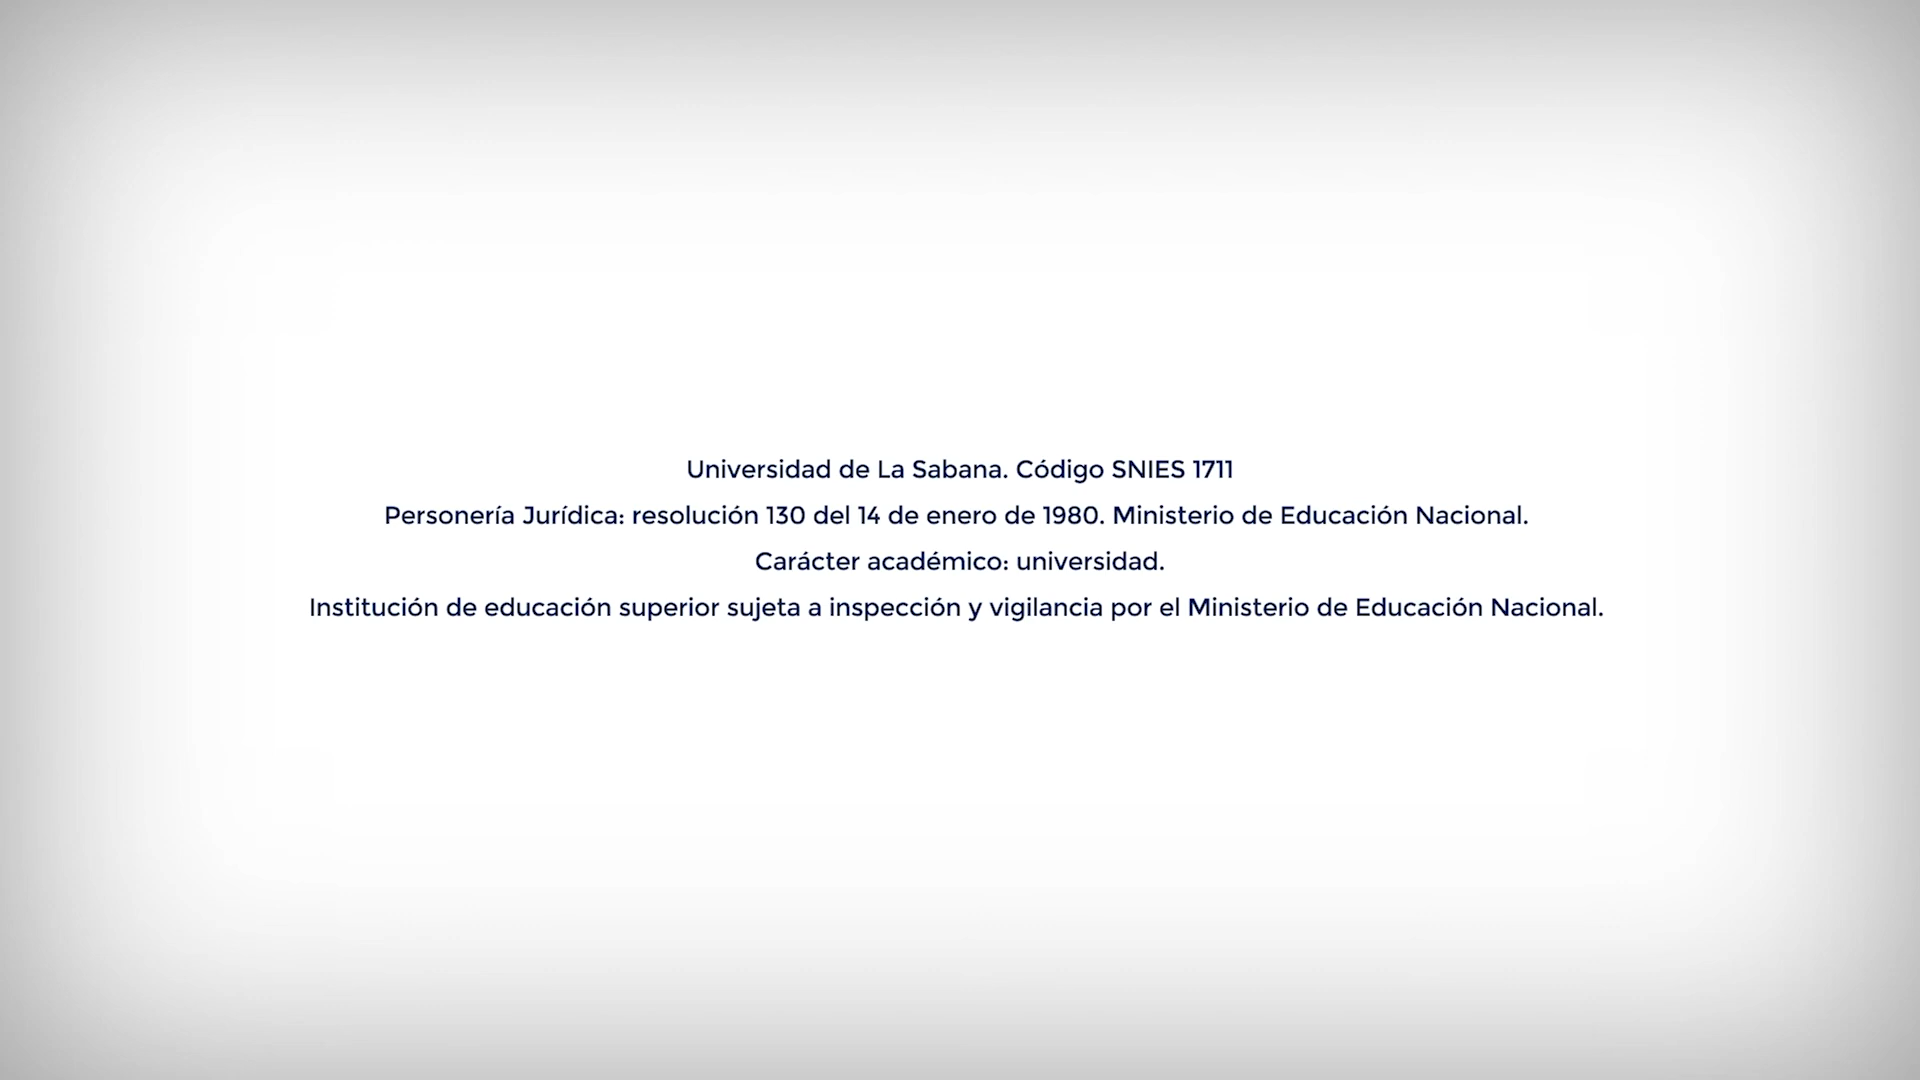 Universidad de La Sabana. Código SNIES 1711
Personería Jurídica: resolución 130 del 14 de enero de 1980. Ministerio de Educación Nacional.
Carácter académico: universidad.
Institución de educación superior sujeta a inspección y vigilancia por el Ministerio de Educación Nacional.